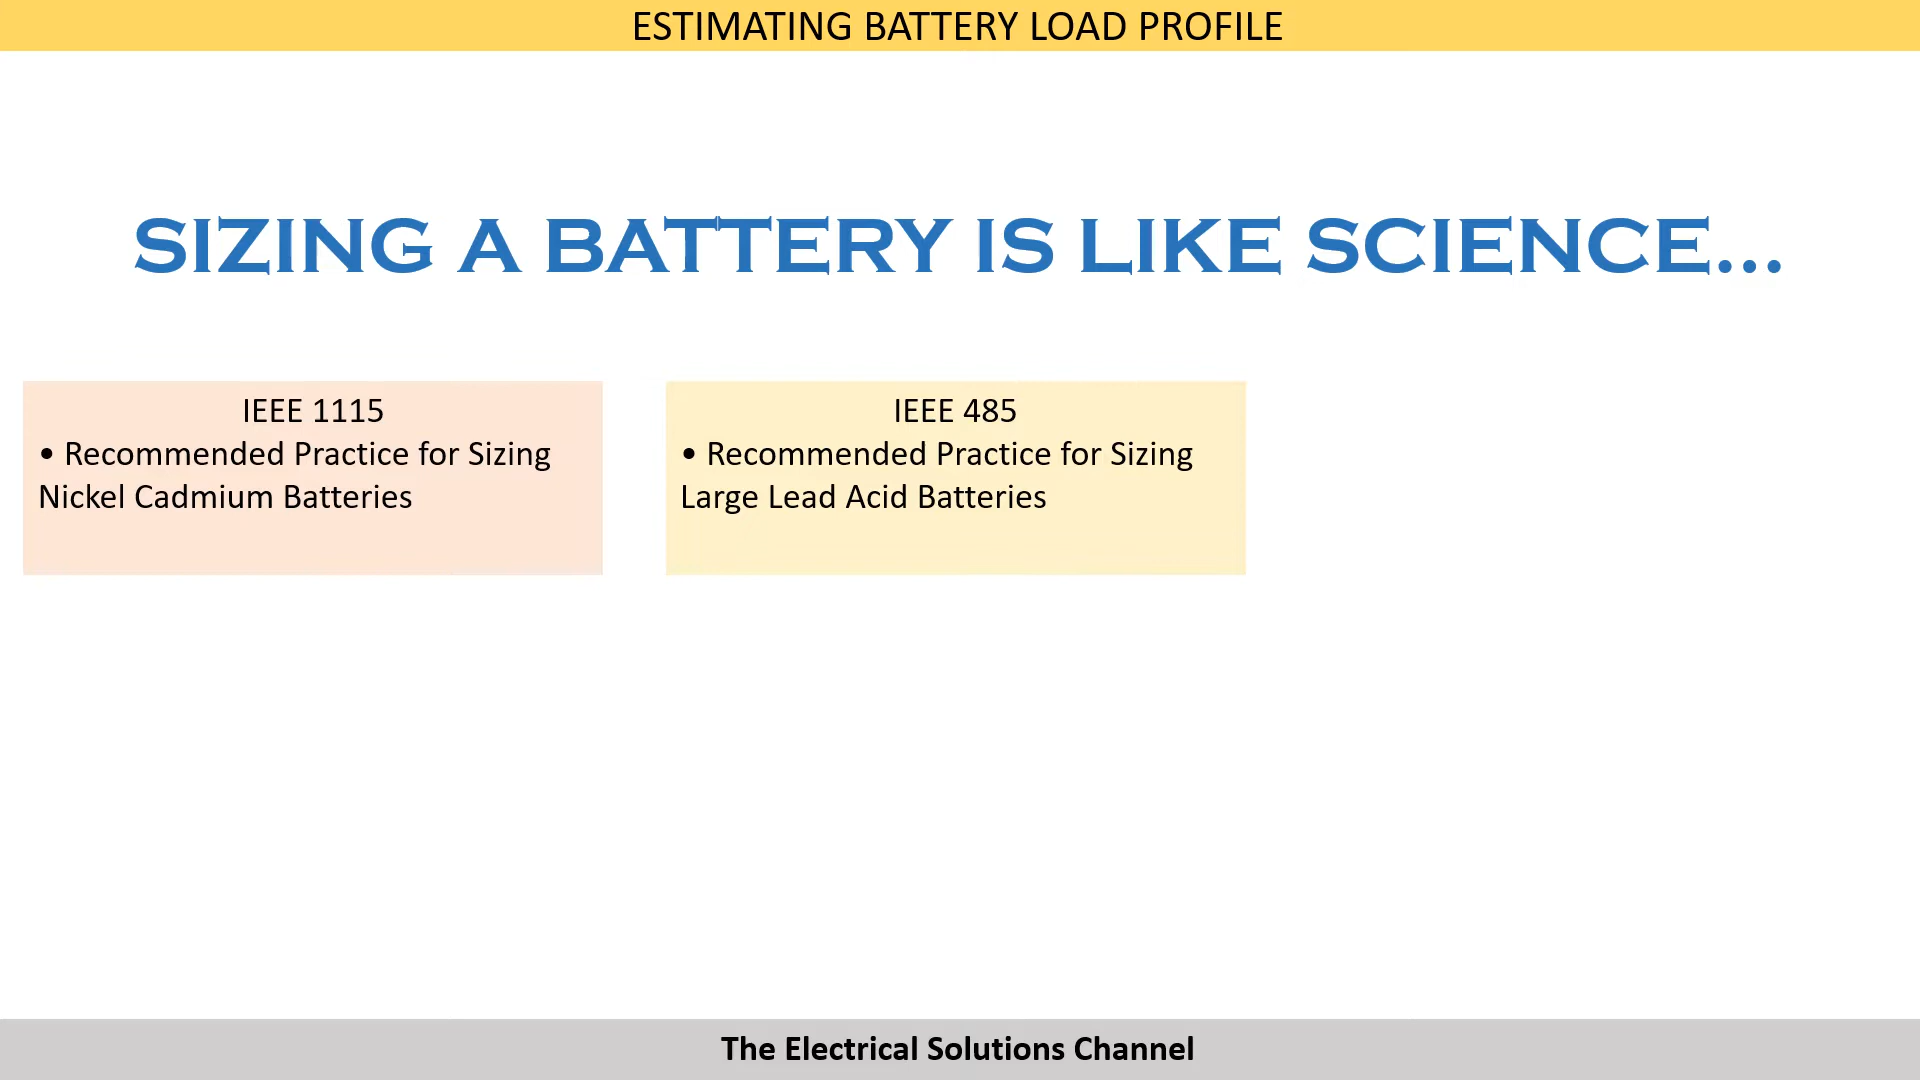 ESTIMATING BATTERY LOAD PROFILE
SIZING A BATTERY IS LIKE SCIENCE...
IEEE 1115
• Recommended Practice for Sizing
Nickel Cadmium Batteries
IEEE 485
• Recommended Practice for Sizing
Large Lead Acid Batteries
The Electrical Solutions Channel